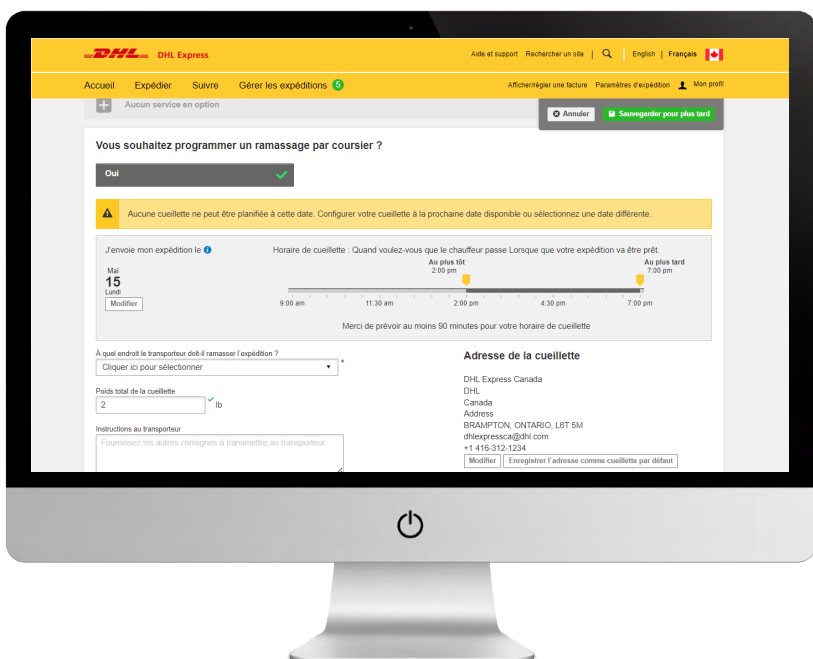 DHL DHL Express
Aide et support Rechercher un site | English | Français
Accueil Expédier Suivre Gérer les expéditions 5
Afficher/régler une facture Paramètres d'expédition Mon profil
Aucun service en option
Annuler Sauvegarder pour plus tard
Vous souhaitez programmer un ramassage par coursier ?
Oui
Aucune cueillette ne peut être planifiée à cette date. Configurer votre cueillette à la prochaine date disponible ou sélectionnez une date différente.
J'envoie mon expédition le
Mai
15
Lundi
Modifier
Horaire de cueillette : Quand voulez-vous que le chauffeur passe Lorsque que votre expédition va être prêt.
Au plus tôt
2:00 pm
Au plus tard
7:00 pm
9:00 am 11:30 am 2:00 pm 4:30 pm 7:00 pm
Merci de prévoir au moins 90 minutes pour votre horaire de cueillette
À quel endroit le transporteur doit-il ramasser l'expédition ?
Cliquer ici pour sélectionner *
Poids total de la cueillette
2 lb
Instructions au transporteur
Fournissez les autres consignes à transmettre au transporteur
Adresse de la cueillette
DHL Express Canada
DHL
Canada
Address
BRAMPTON, ONTARIO, L6T 5M
dhlexpressca@dhl.com
+1 416-312-1234
Modifier Enregistrer l'adresse comme cueillette par défaut